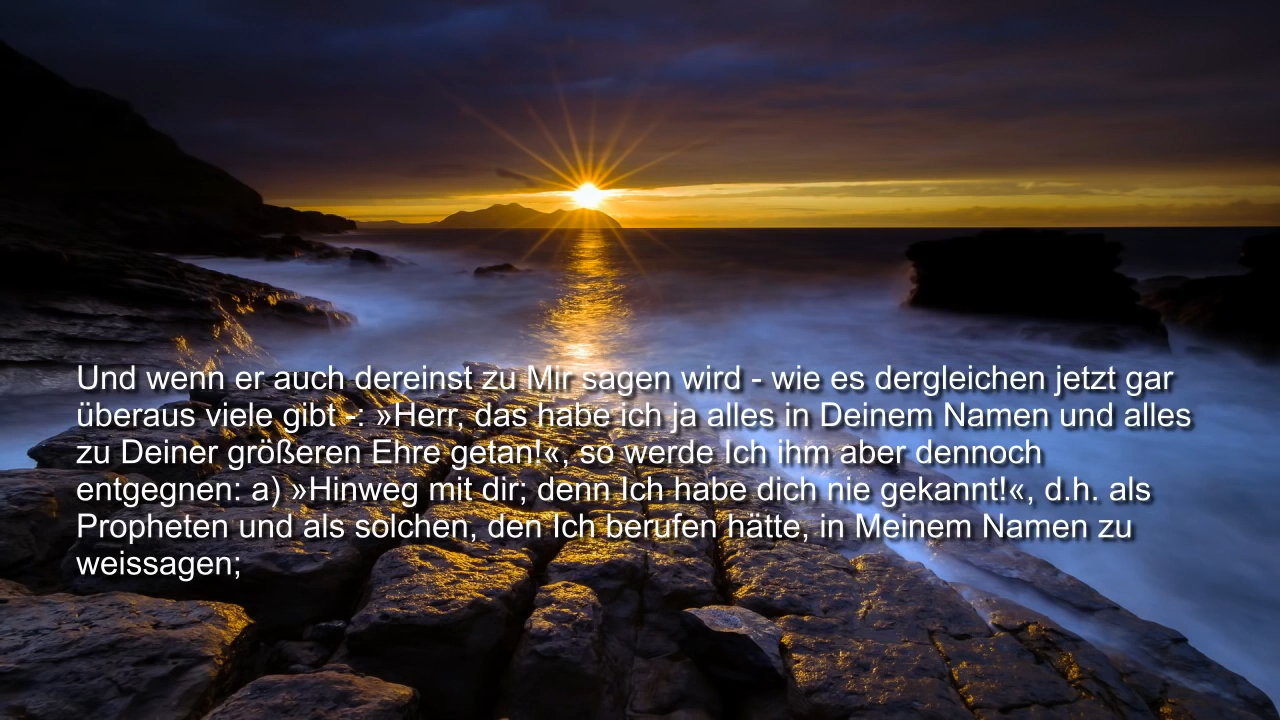 Und wenn er auch dereinst zu Mir sagen wird - wie es dergleichen jetzt gar
überaus viele gibt -: »Herr, das habe ich ja alles in Deinem Namen und alles
zu Deiner größeren Ehre getan!«, so werde Ich ihm aber dennoch
entgegnen: a) »Hinweg mit dir; denn Ich habe dich nie gekannt!«, d.h. als
Propheten und als solchen, den Ich berufen hätte, in Meinem Namen zu
weissagen;